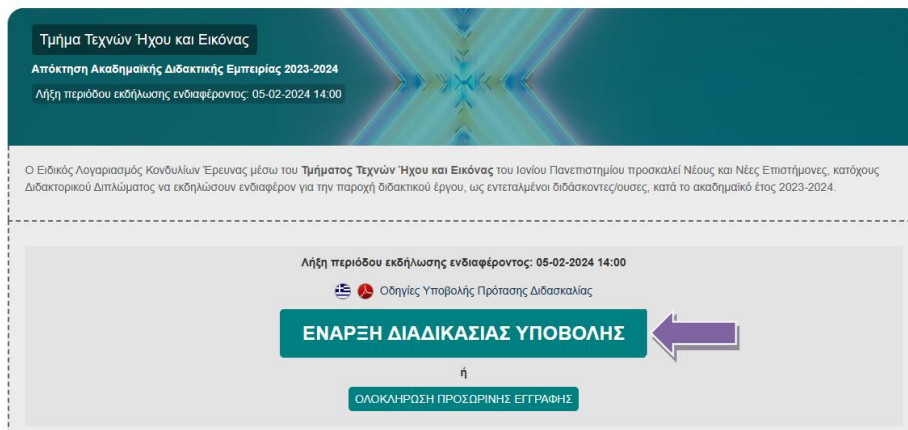 Τμήμα Τεχνών Ήχου και Εικόνας
Απόκτηση Ακαδημαϊκής Διδακτικής Εμπειρίας 2023-2024
Λήξη περιόδου εκδήλωσης ενδιαφέροντος: 05-02-2024 14:00
Ο Ειδικός Λογαριασμός Κονδυλίων Έρευνας μέσω του Τμήματος Τεχνών Ήχου και Εικόνας του Ιονίου Πανεπιστημίου προσκαλεί Νέους και Νέες Επιστήμονες, κατόχους
Διδακτορικού Διπλώματος να εκδηλώσουν ενδιαφέρον για την παροχή διδακτικού έργου, ως εντεταλμένοι διδάσκοντες/ουσες, κατά το ακαδημαϊκό έτος 2023-2024.
Λήξη περιόδου εκδήλωσης ενδιαφέροντος: 05-02-2024 14:00
Οδηγίες Υποβολής Πρότασης Διδασκαλίας
ΕΝΑΡΞΗ ΔΙΑΔΙΚΑΣΙΑΣ ΥΠΟΒΟΛΗΣ
ή
ΟΛΟΚΛΗΡΩΣΗ ΠΡΟΣΩΡΙΝΗΣ ΕΓΓΡΑΦΗΣ